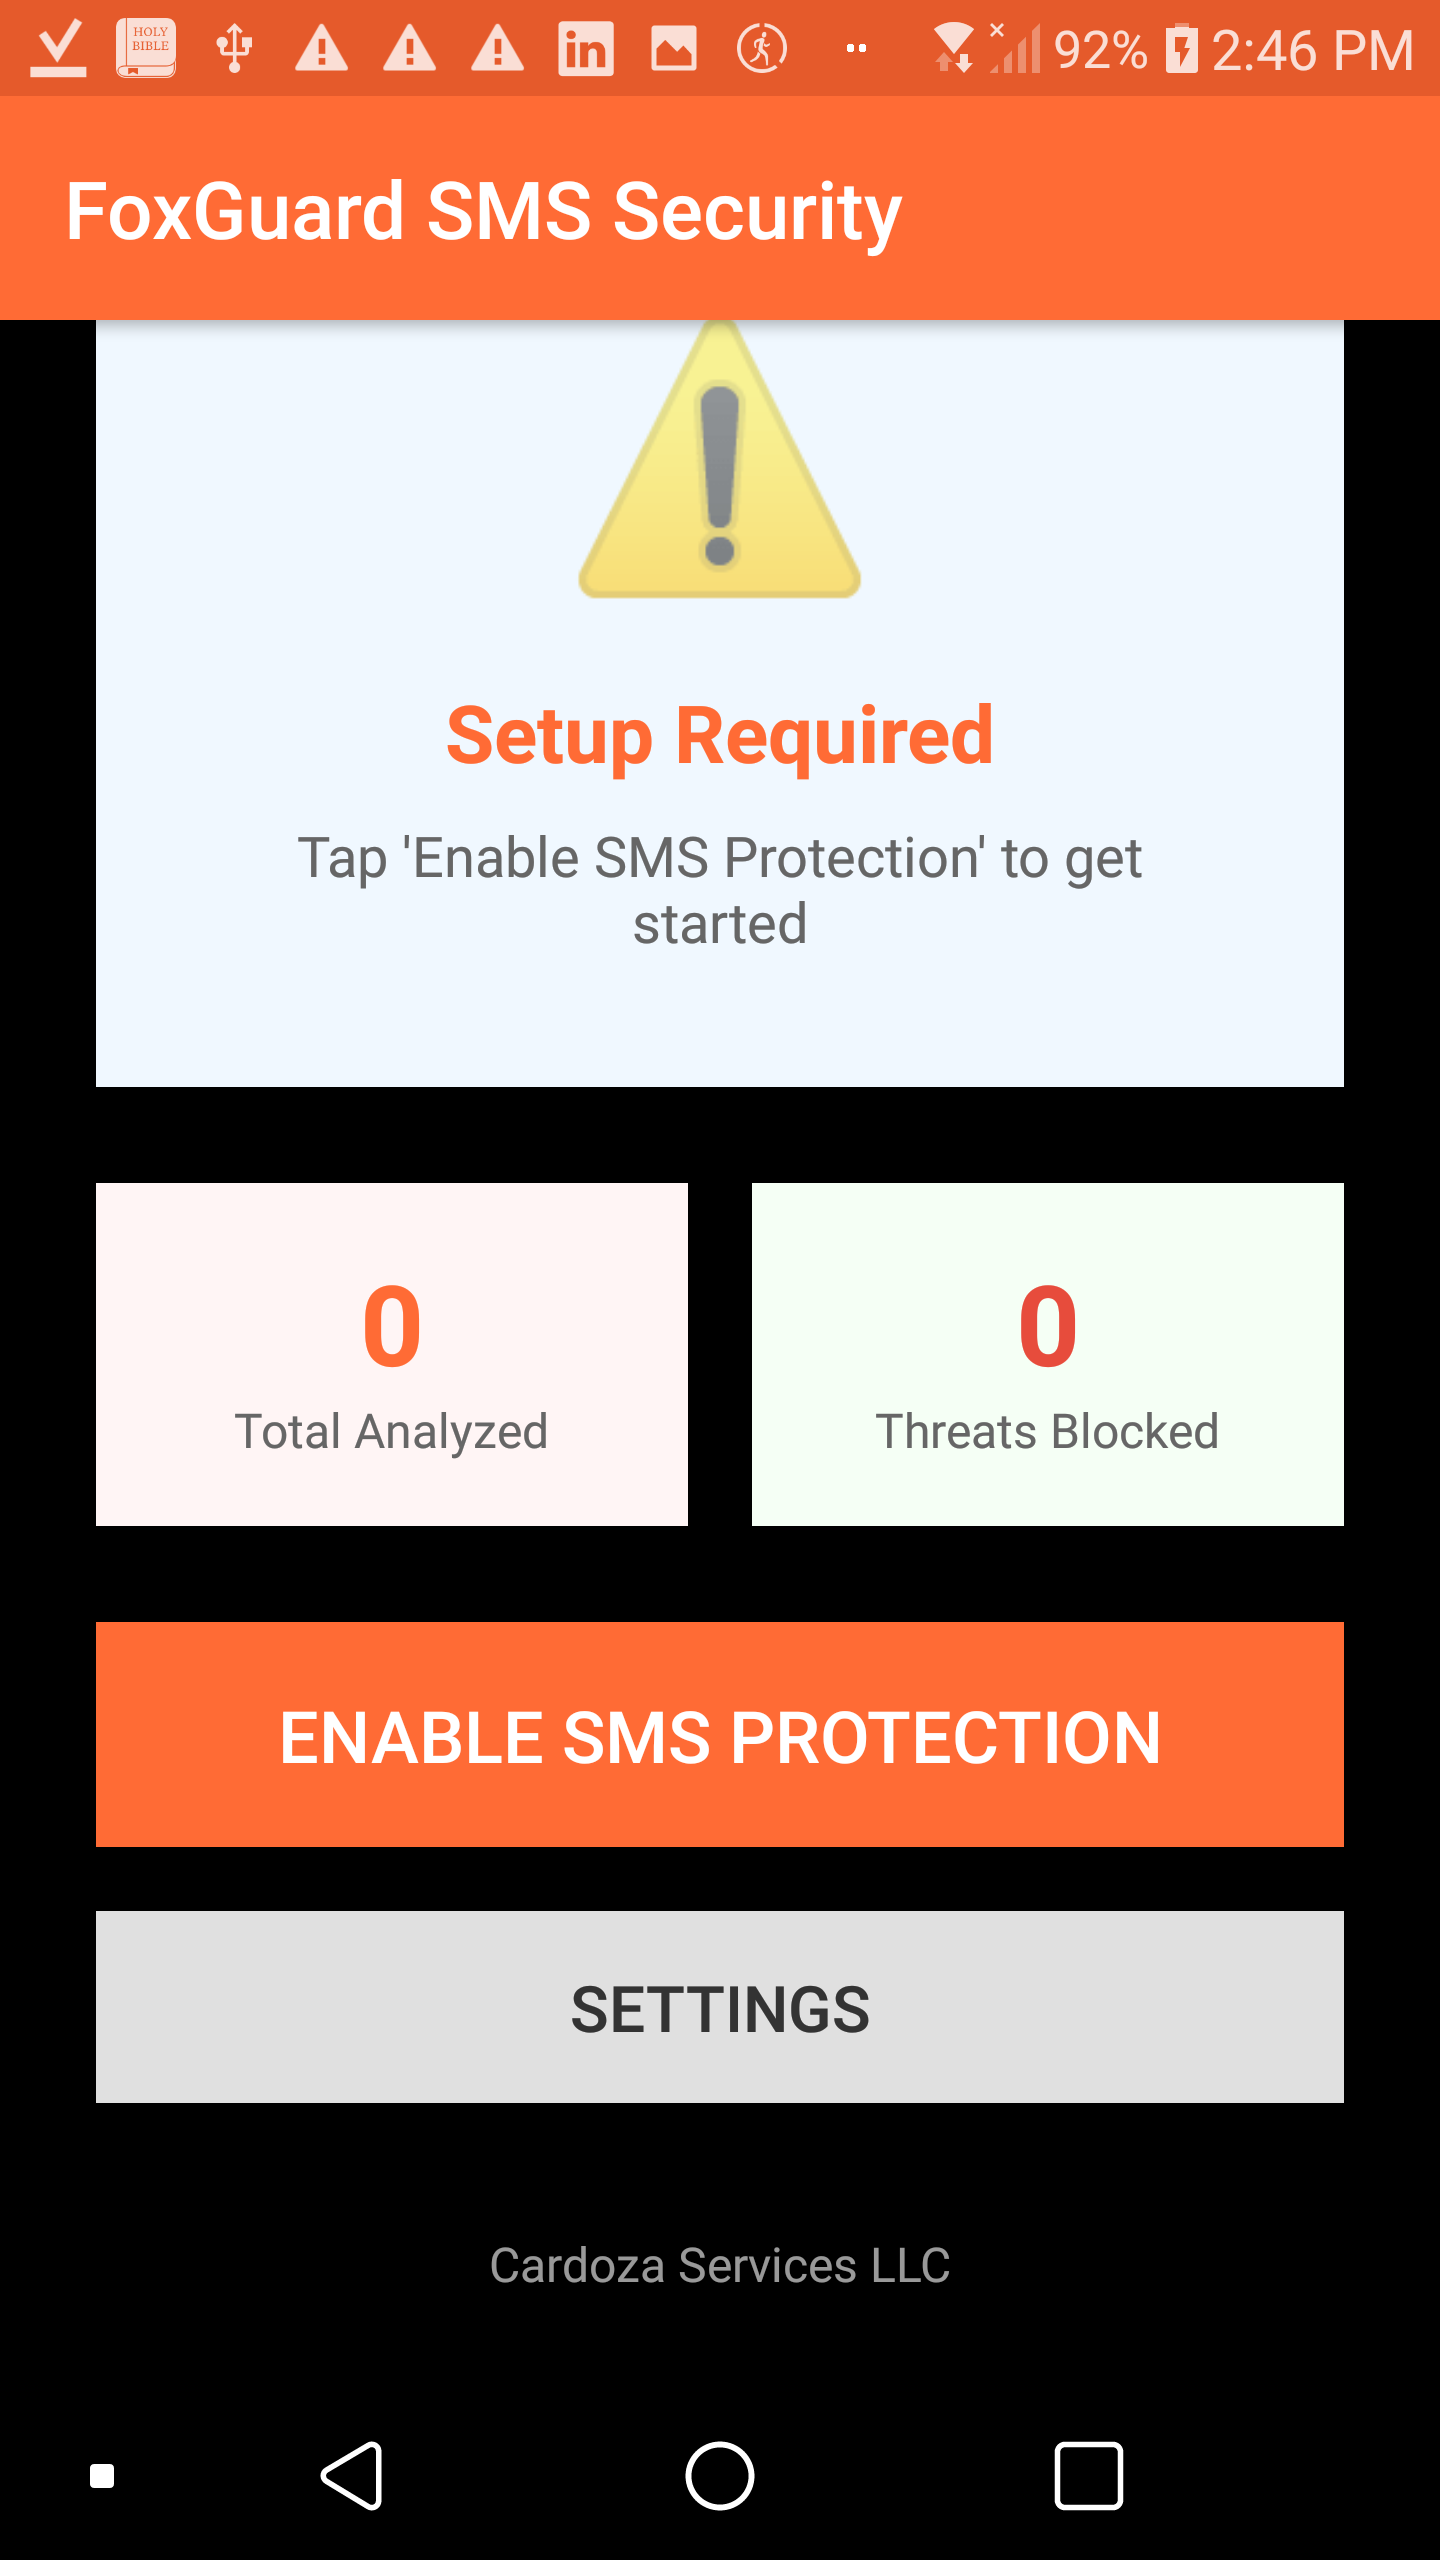 HOLY
BIBLE
92% 2:46 PM
FoxGuard SMS Security
Setup Required
Tap 'Enable SMS Protection' to get
started
0 0
Total Analyzed Threats Blocked
ENABLE SMS PROTECTION
SETTINGS
Cardoza Services LLC